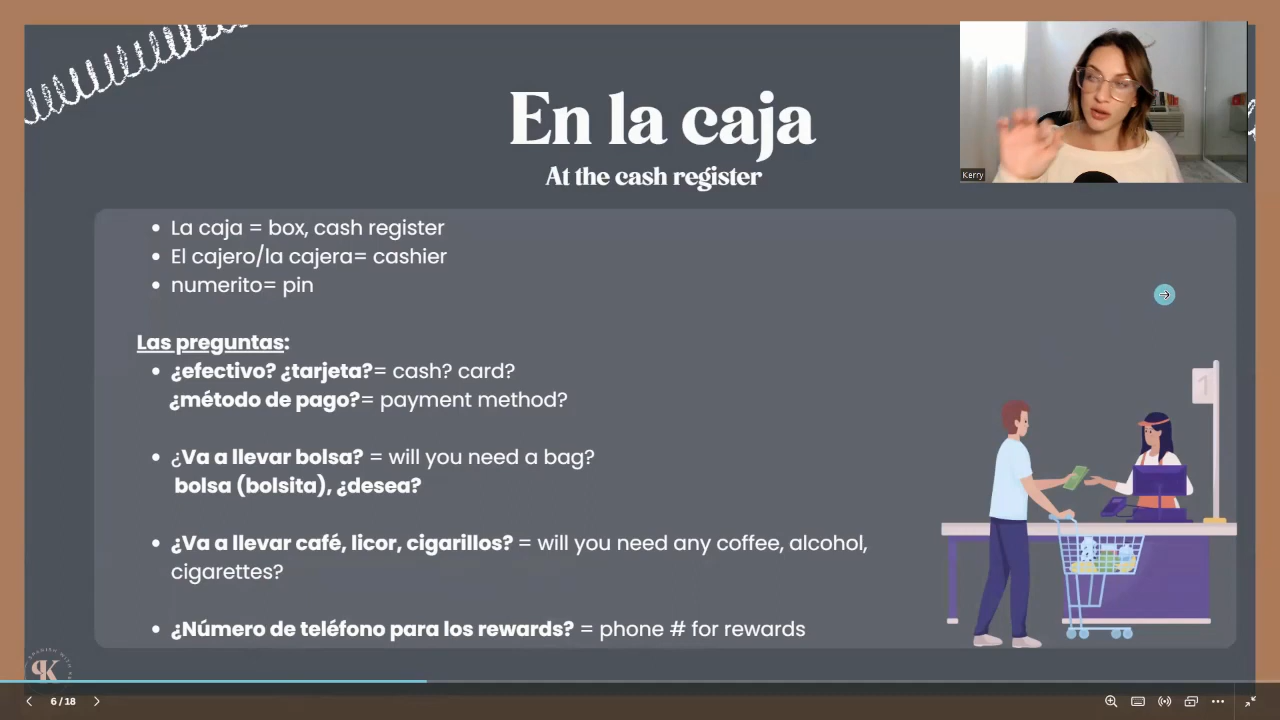 En la caja
At the cash register
Kerry
La caja = box, cash register
El cajero/la cajera= cashier
numerito= pin
Las preguntas:
¿efectivo? ¿tarjeta?= cash? card?
¿método de pago?= payment method?
¿Va a llevar bolsa? = will you need a bag?
bolsa (bolsita), ¿desea?
¿Va a llevar café, licor, cigarillos? = will you need any coffee, alcohol,
cigarettes?
¿Número de teléfono para los rewards? = phone # for rewards
1
PK
6 / 18